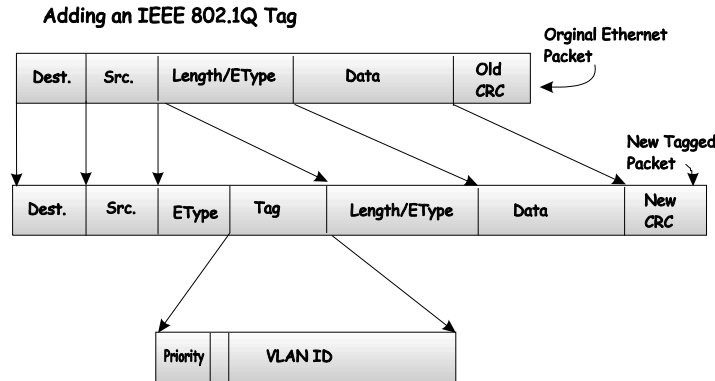 Adding an IEEE 802.1Q Tag
Orginal Ethernet
Packet
Dest. Src. Length/EType Data Old
CRC
New Tagged
Packet
Dest. Src. EType Tag Length/EType Data New
CRC
Priority VLAN ID